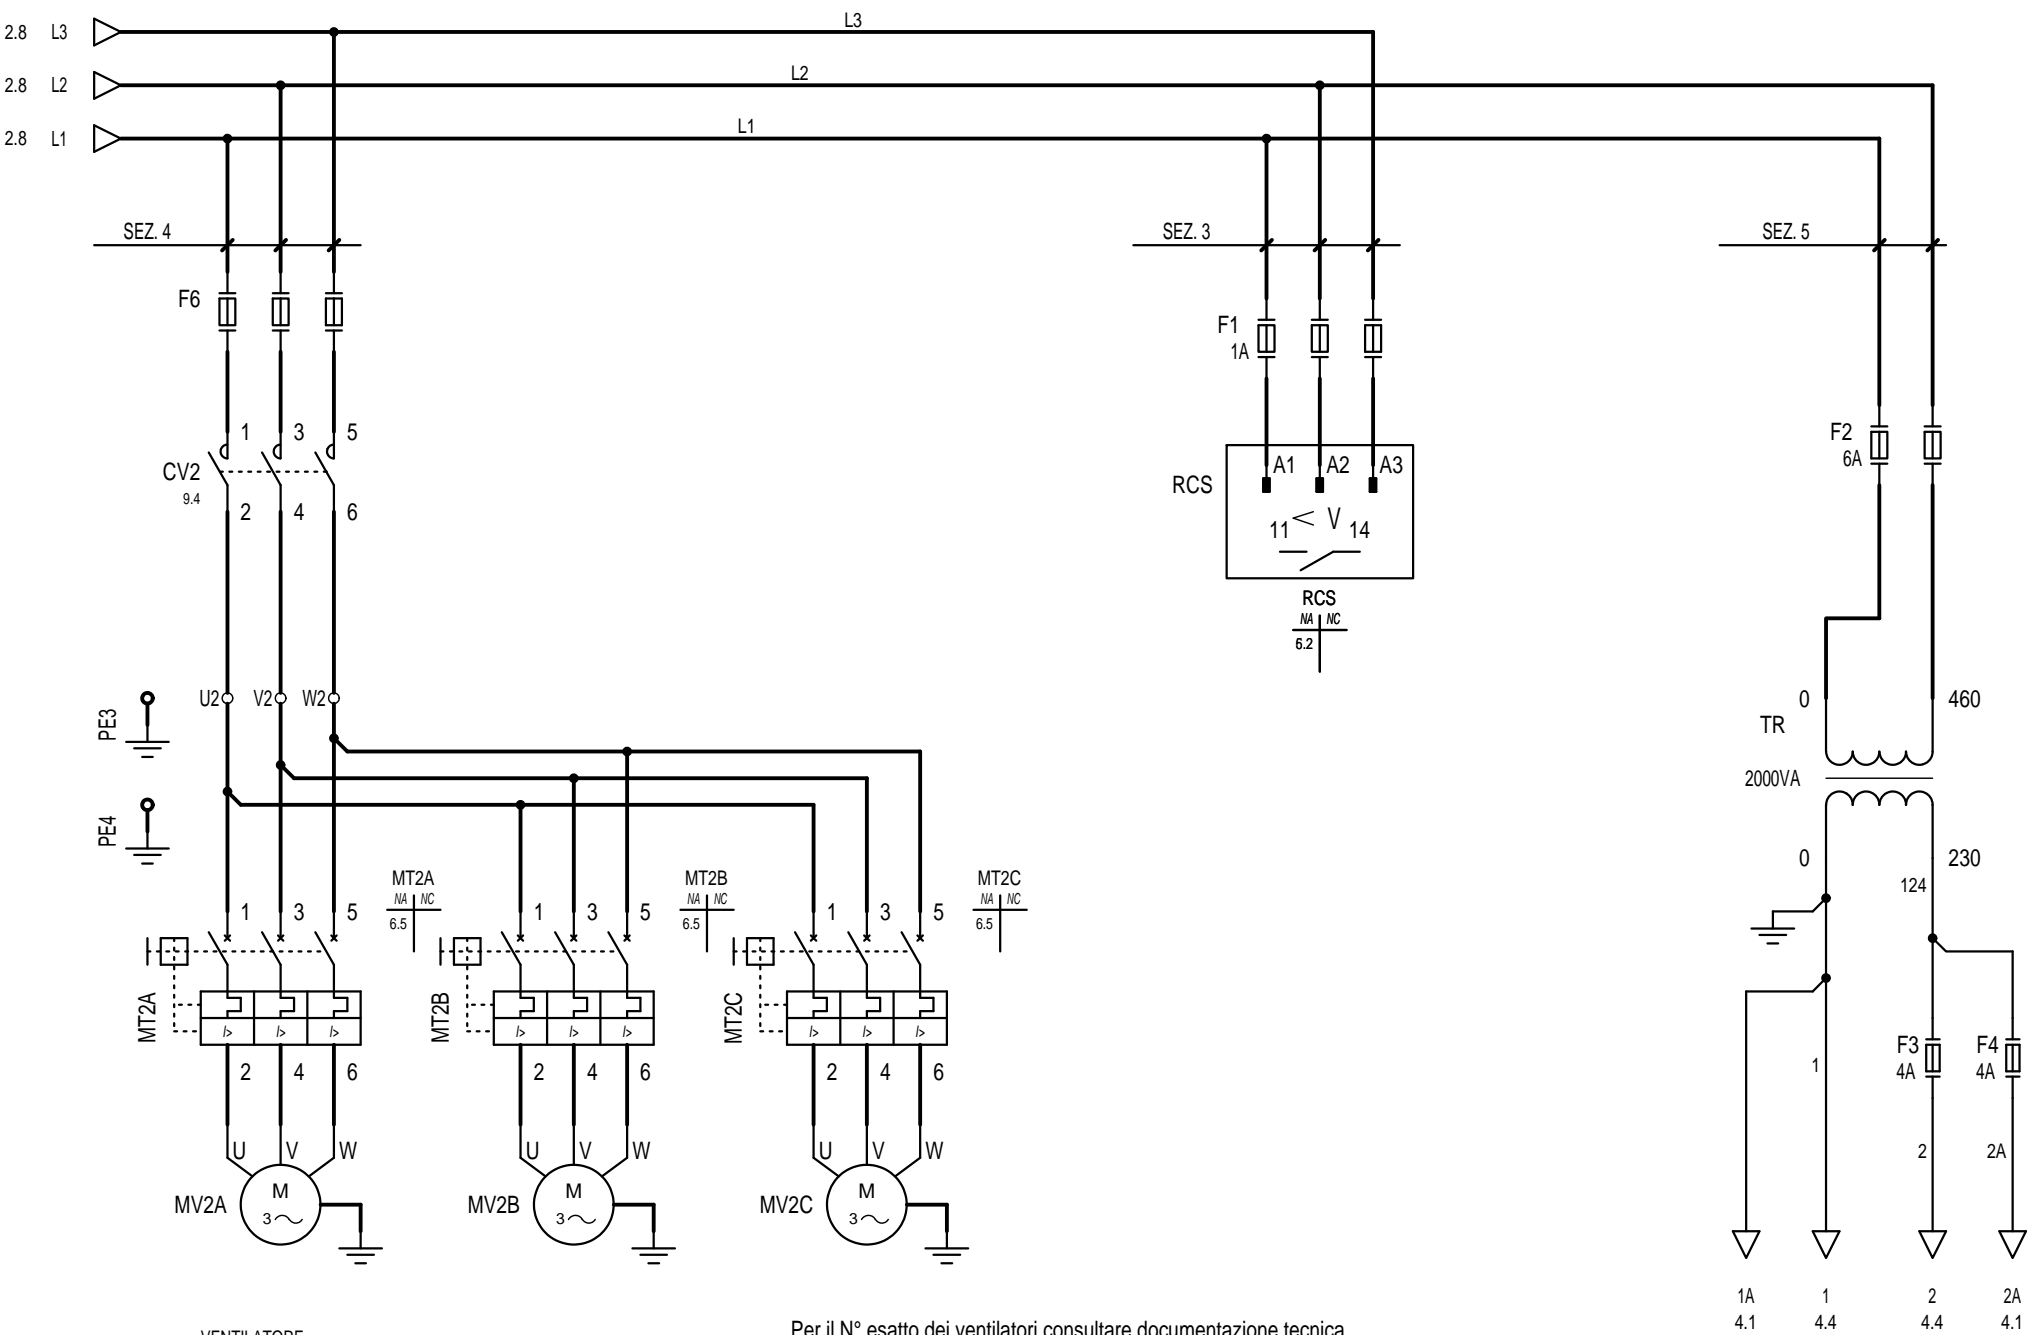 2.8 L3 L3
2.8 L2 L2
2.8 L1 L1
SEZ. 4 SEZ. 3 SEZ. 5
F6
F1
1A
1 3 5
F2
6A
CV2
9.4
A1 A2 A3
RCS
2 4 6
11 < V 14
RCS
NA NC
6.2
U2 V2 W2
PE3
0 460
TR
2000VA
PE4
0 230
124
MT2A MT2B MT2C
NA NC NA NC NA NC
6.5 6.5 6.5
1 3 5 1 3 5 1 3 5
MT2A MT2B MT2C
I> I> I> I> I> I> I> I> I>
F3 F4
4A 4A
1
2 4 6 2 4 6 2 4 6
U V W U V W U V W
2 2A
M M M
MV2A MV2B MV2C
3 3 3
1A 1 2 2A
4.1 4.4 4.4 4.1
VENTILATORE
Per il N° esatto dei ventilatori consultare documentazione tecnica